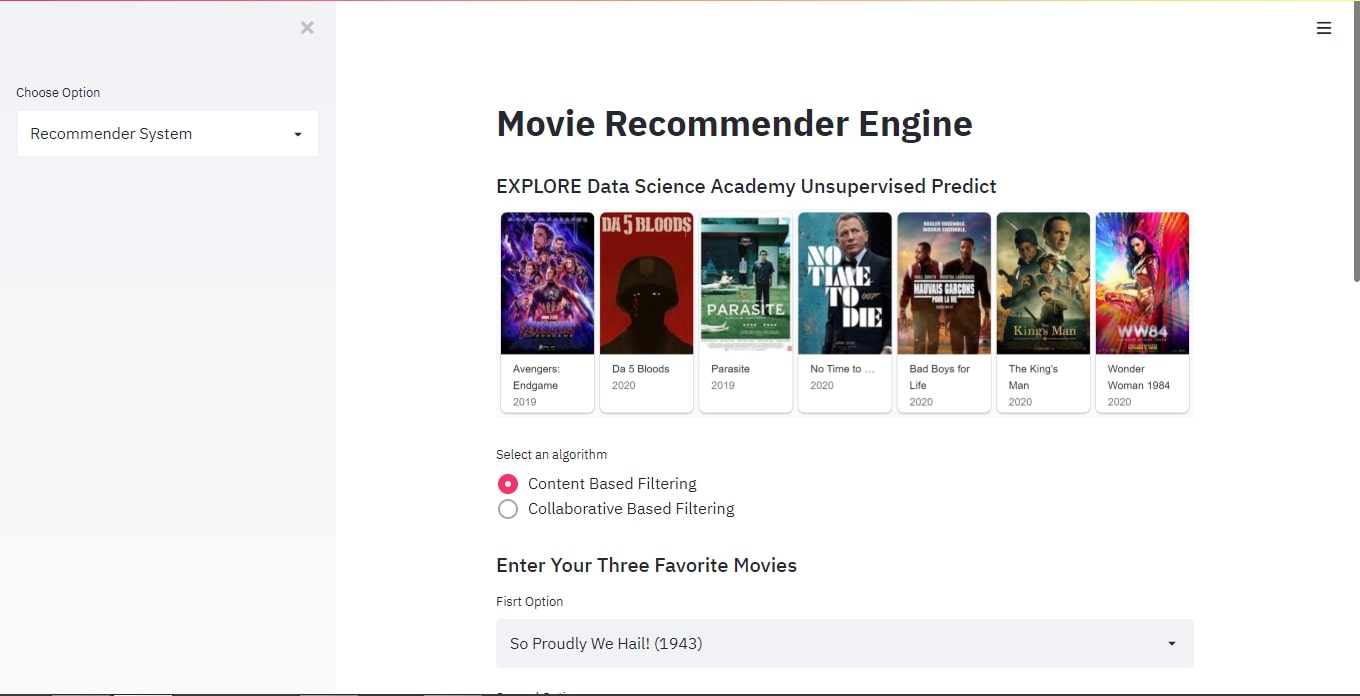 Choose Option
Recommender System
Movie Recommender Engine
EXPLORE Data Science Academy Unsupervised Predict
DA 5 BLOODS
PARASITE
NO
TIME
TO
DIE
007
MAUVAIS GARÇONS
POUR LA VIE
The
King's Man
WW84
Avengers:
Endgame
2019
Da 5 Bloods
2020
Parasite
2019
No Time to ...
2020
Bad Boys for
Life
2020
The King's
Man
2020
Wonder
Woman 1984
2020
Select an algorithm
Content Based Filtering
Collaborative Based Filtering
Enter Your Three Favorite Movies
Fisrt Option
So Proudly We Hail! (1943)